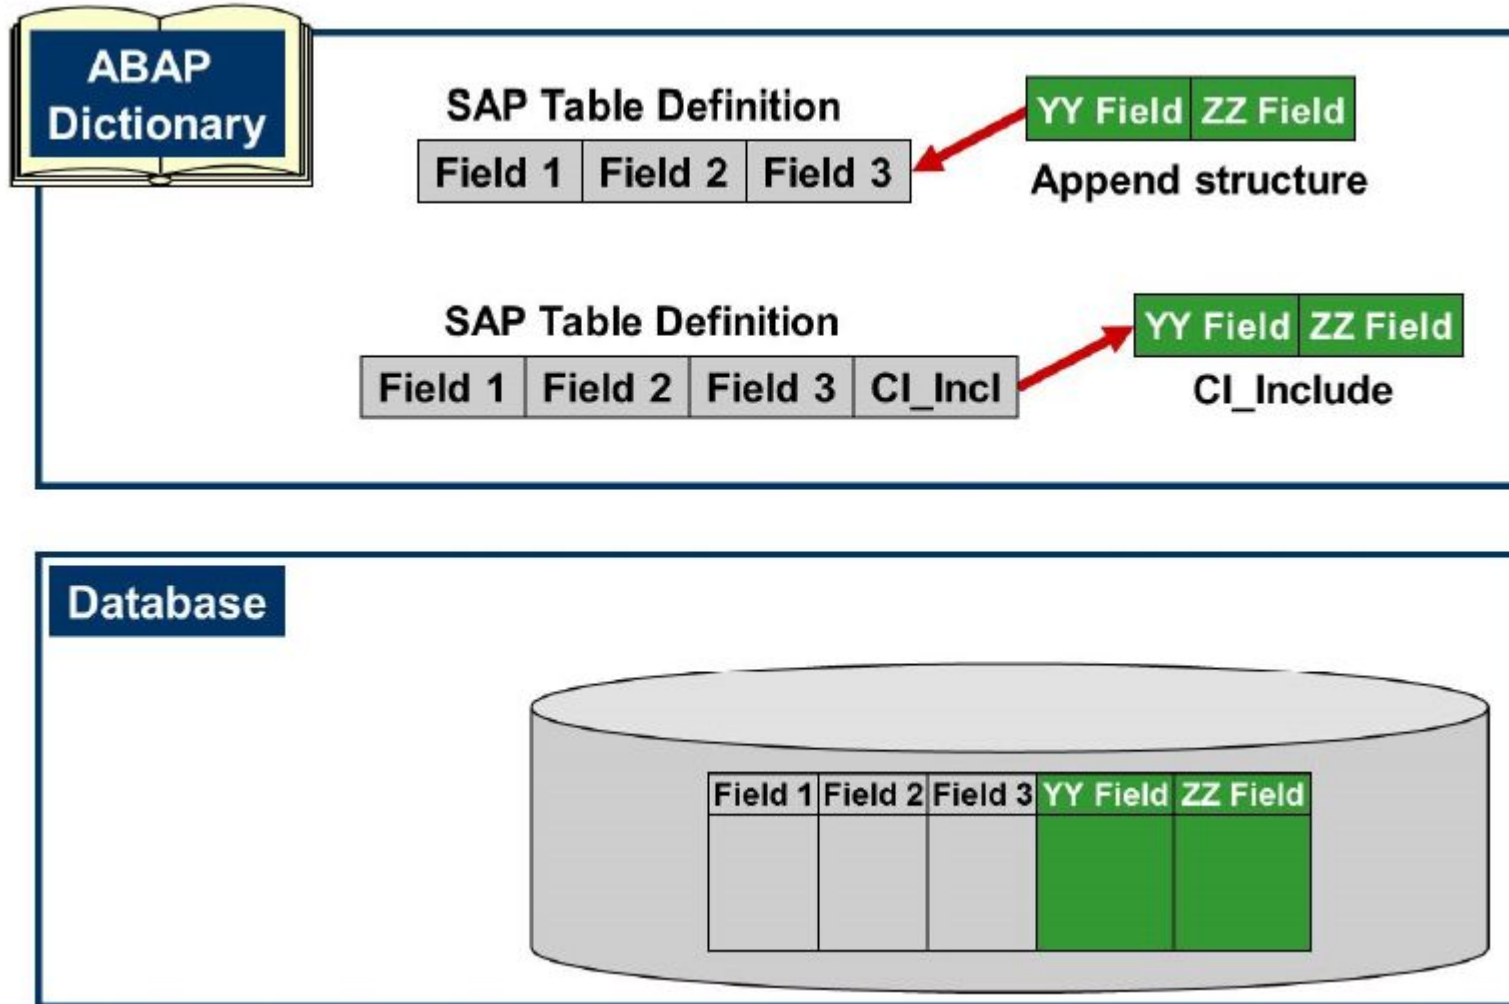 ABAP
Dictionary
SAP Table Definition
Field 1 Field 2 Field 3
YY Field ZZ Field
Append structure
SAP Table Definition
Field 1 Field 2 Field 3 CI_Incl
YY Field ZZ Field
CI_Include
Database
Field 1 Field 2 Field 3 YY Field ZZ Field